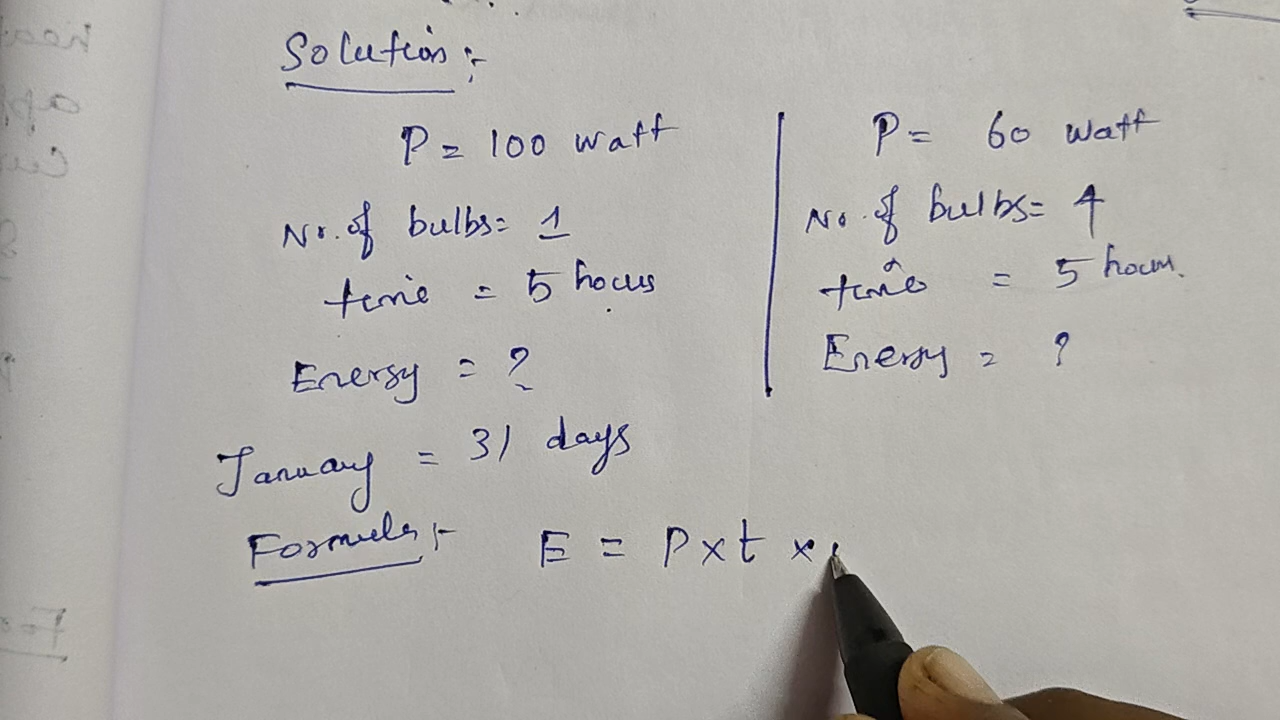 Solution :-
P = 100 watt
No. of bulbs = 1
time = 5 hours
Energy = ?
P = 60 watt
No. of bulbs = 4
time = 5 hours.
Energy = ?
January = 31 days
Formula :- E = P × t ×